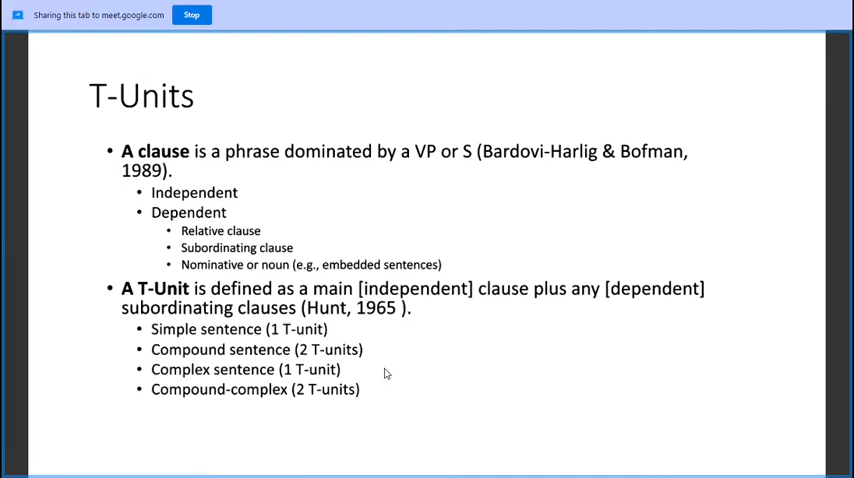 Sharing this tab to meet.google.com Stop
T-Units
• A clause is a phrase dominated by a VP or S (Bardovi-Harlig & Bofman,
1989).
• Independent
• Dependent
• Relative clause
• Subordinating clause
• Nominative or noun (e.g., embedded sentences)
• A T-Unit is defined as a main [independent] clause plus any [dependent]
subordinating clauses (Hunt, 1965 ).
• Simple sentence (1 T-unit)
• Compound sentence (2 T-units)
• Complex sentence (1 T-unit)
• Compound-complex (2 T-units)